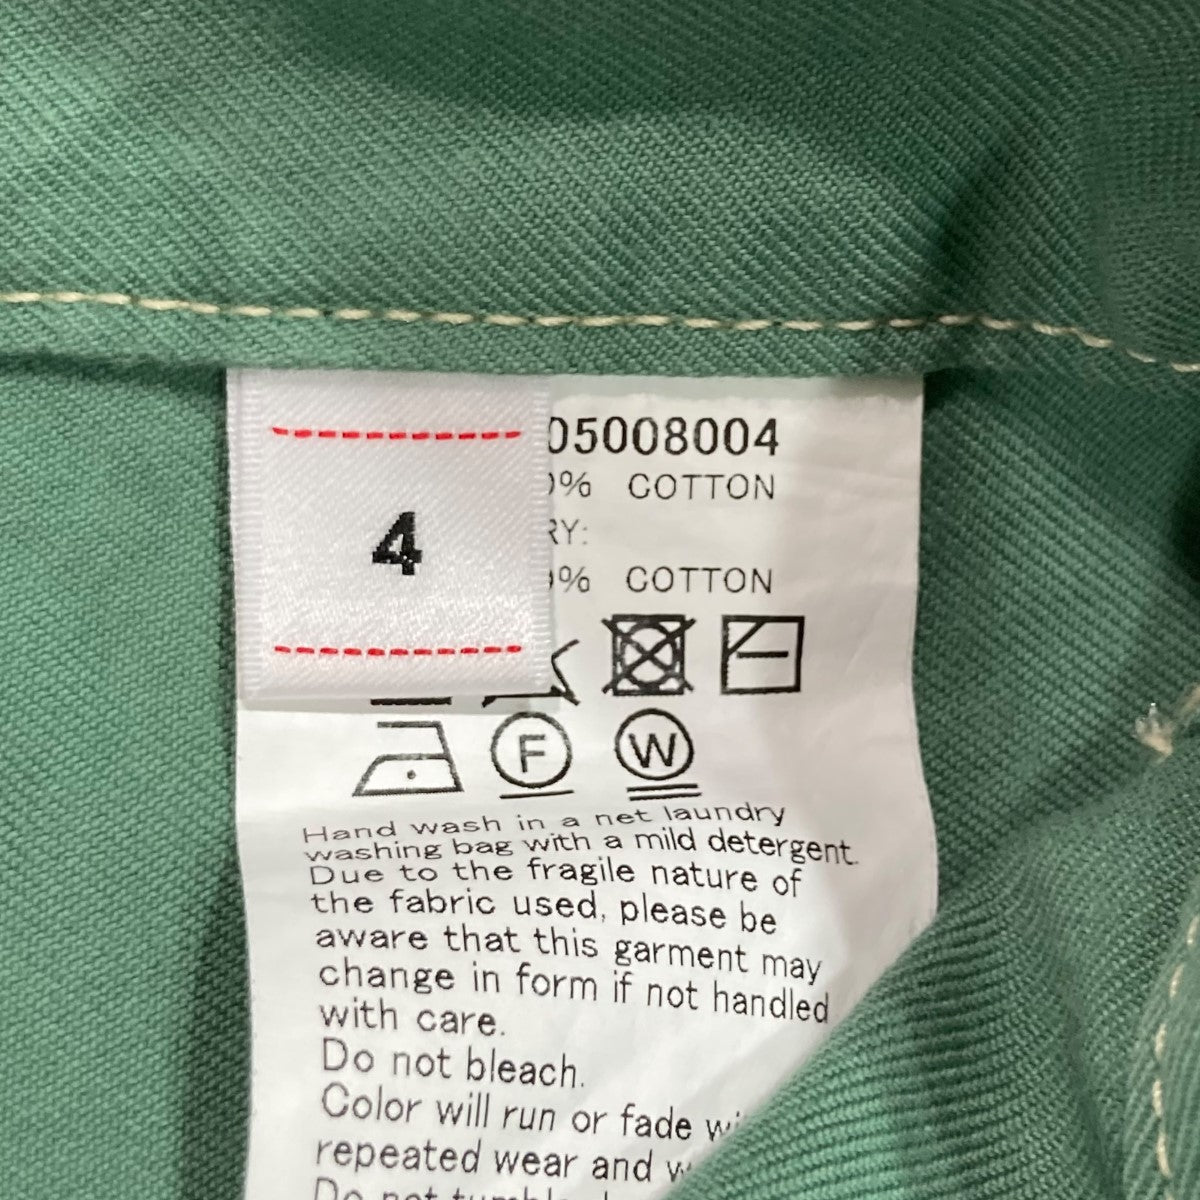 4
05008004
% COTTON
RY:
% COTTON
F W
Hand wash in a net laundry
washing bag with a mild detergent.
Due to the fragile nature of
the fabric used, please be
aware that this garment may
change in form if not handled
with care.
Do not bleach.
Color will run or fade
repeated wear and
Do not